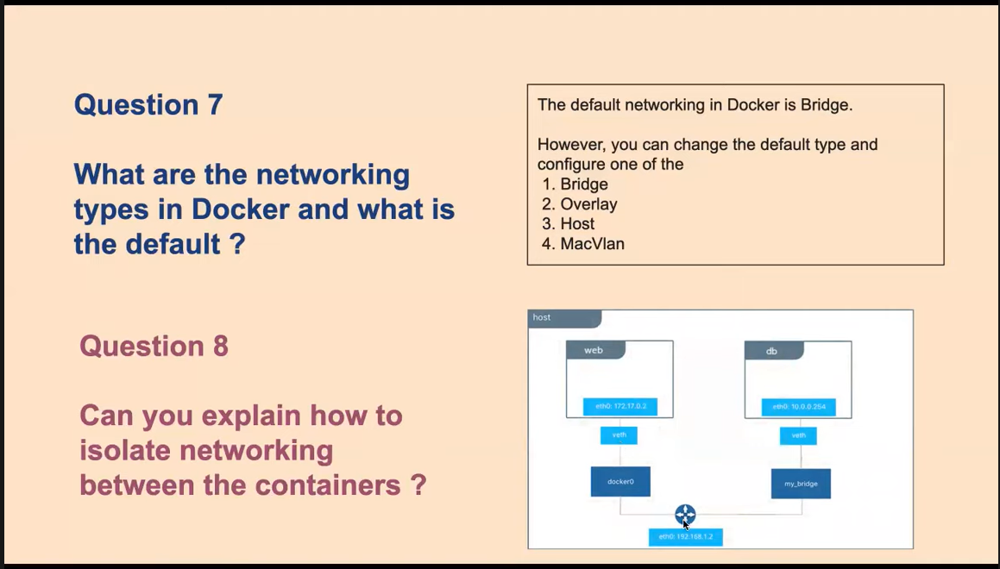 Question 7
What are the networking
types in Docker and what is
the default ?
The default networking in Docker is Bridge.
However, you can change the default type and
configure one of the
1. Bridge
2. Overlay
3. Host
4. MacVlan
Question 8
Can you explain how to
isolate networking
between the containers ?
host
web
db
eth0: 172.17.0.2
eth0: 10.0.0.254
veth
veth
docker0
my_bridge
eth0: 192.168.1.2